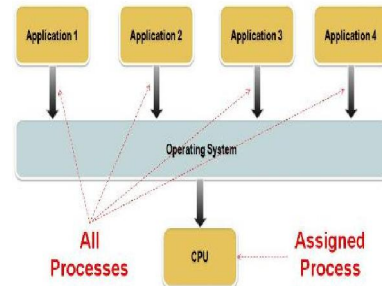 Application 1
Application 2
Application 3
Application 4
Operating System
All
Processes
CPU
Assigned
Process